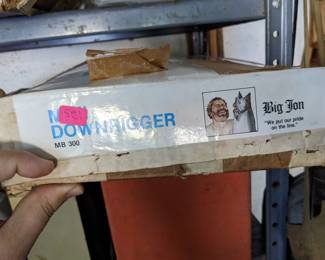 DOWNRIGGER
MB 300
Big Jon
"We put our pride
on the line."